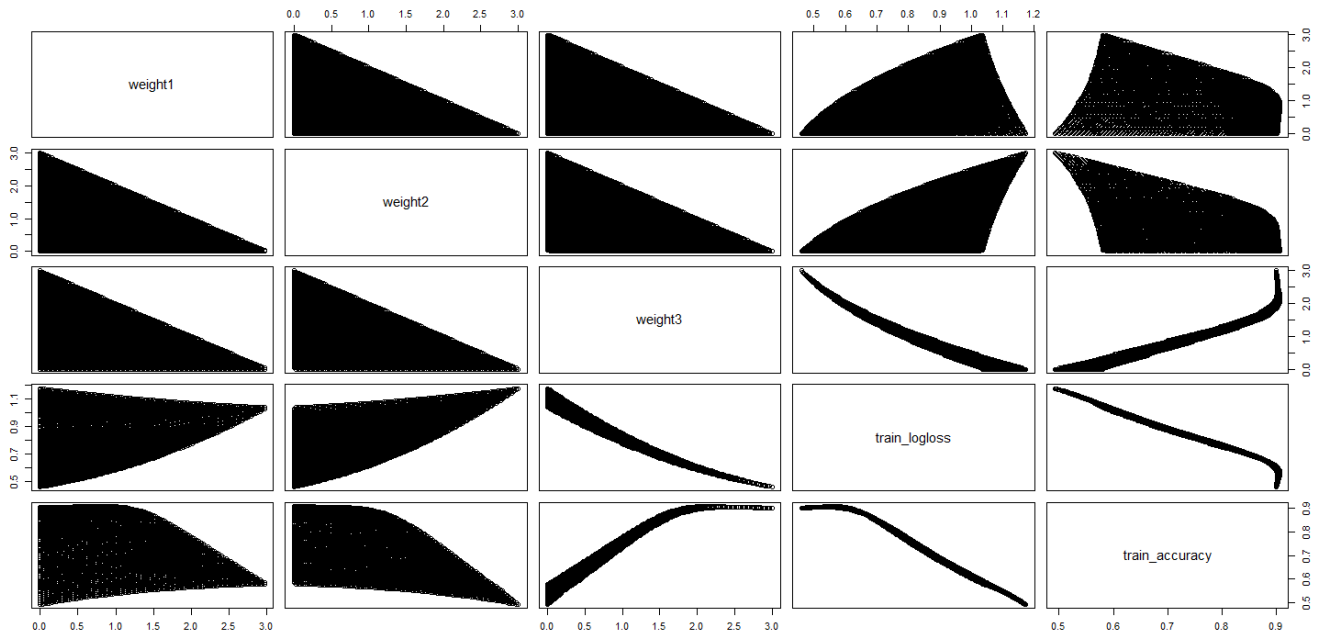 0.0 0.5 1.0 1.5 2.0 2.5 3.0 0.5 0.6 0.7 0.8 0.9 1.0 1.1 1.2
weight1
0.0 1.0 2.0 3.0
0.0 1.0 2.0 3.0
weight2
weight3
0.0 1.0 2.0 3.0
0.5 0.7 0.9 1.1
train_logloss
train_accuracy
0.5 0.6 0.7 0.8 0.9
0.0 0.5 1.0 1.5 2.0 2.5 3.0 0.0 0.5 1.0 1.5 2.0 2.5 3.0 0.5 0.6 0.7 0.8 0.9